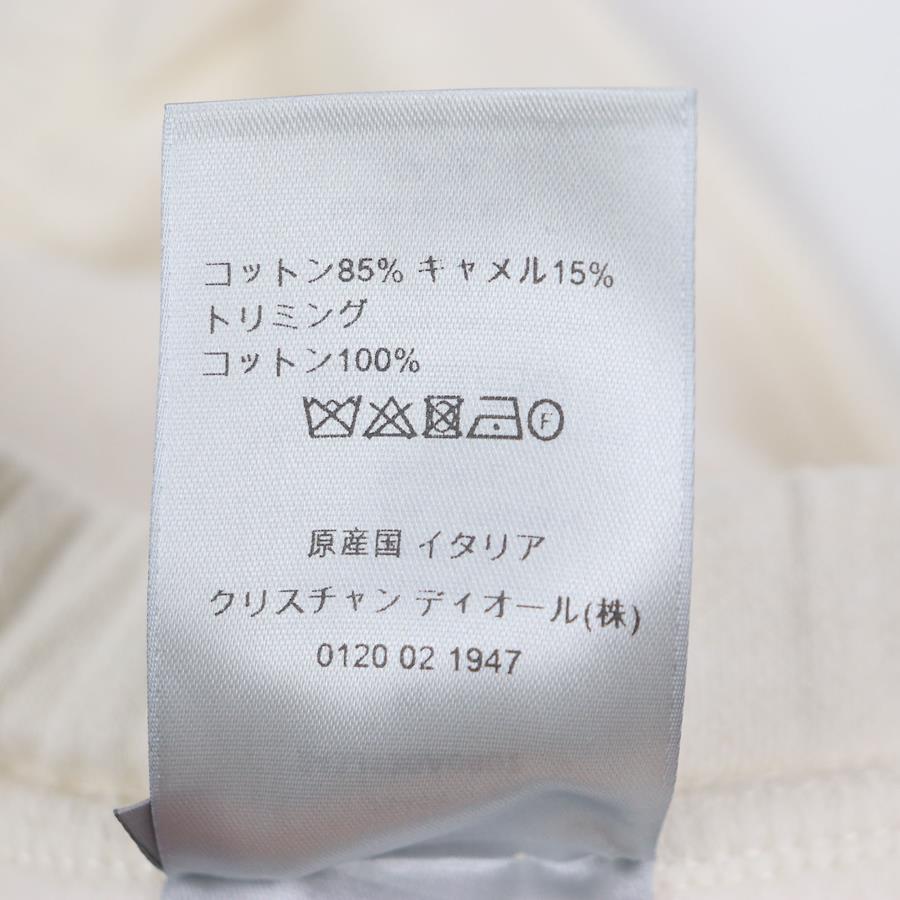 コットン85% キャメル15%
トリミング
コットン100%
F
原産国 イタリア
クリスチャン ディオール(株)
0120 02 1947